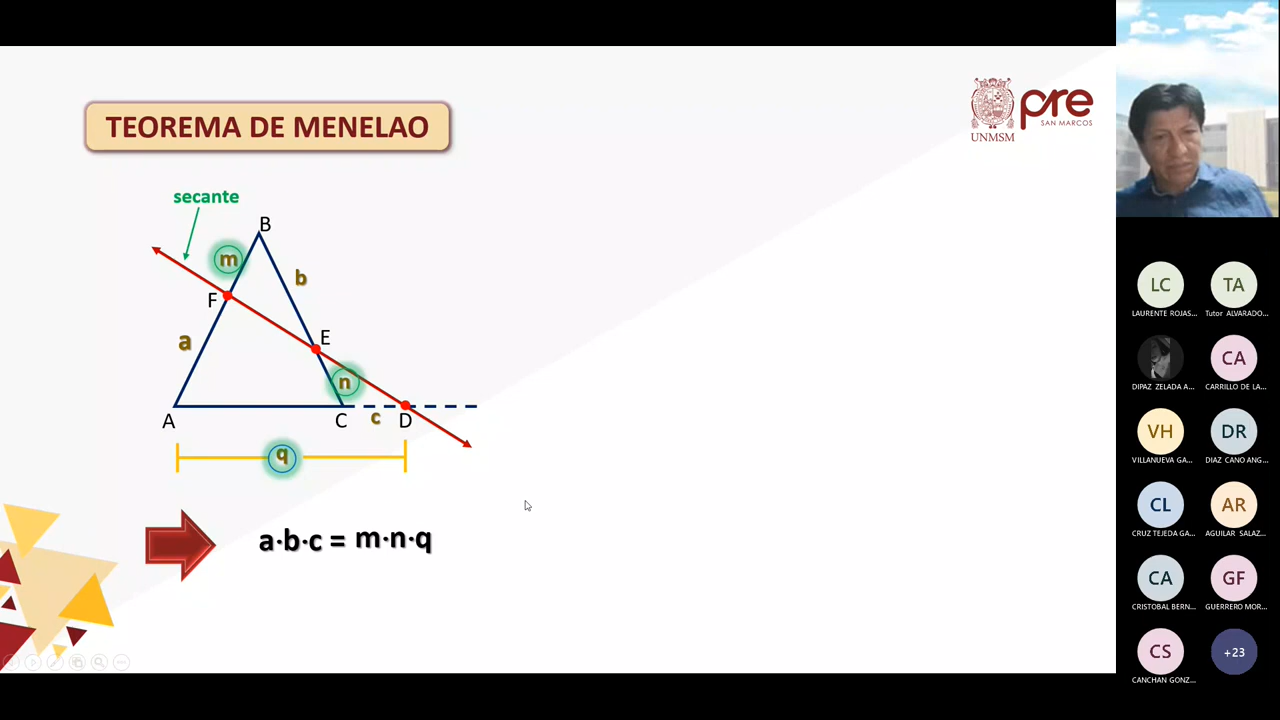 TEOREMA DE MENELAO
UNMSM
pre
SAN MARCOS
secante
B
m
b
F
E
a
n
A
C
c
D
q
a·b·c = m·n·q
LC
TA
LAURENTE ROJAS...
Tutor ALVARADO...
CA
DIPAZ ZELADA A...
CARRILLO DE LA...
VH
DR
VILLANUEVA GA...
DIAZ CANO ANG...
CL
AR
CRUZ TEJEDA GA...
AGUILAR SALAZ...
CA
GF
CRISTOBAL BERN...
GUERRERO MOR...
CS
+23
CANCHAN GONZ...